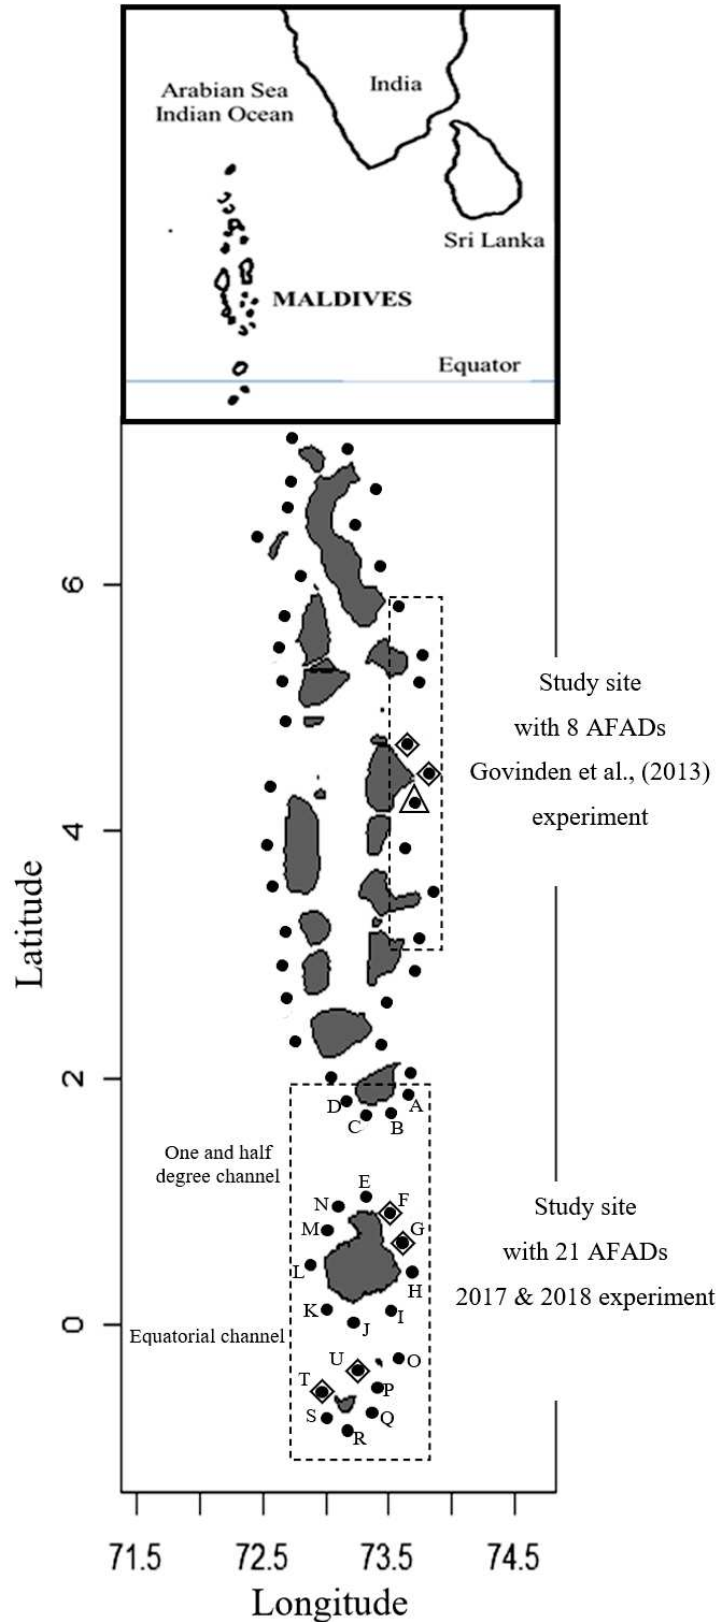 Arabian Sea
Indian Ocean
India
Sri Lanka
MALDIVES
Equator
6
Study site
with 8 AFADs
Govinden et al., (2013)
experiment
4
Latitude
2
D
A
C
B
One and half
degree channel
E
N
F
M
G
Study site
with 21 AFADs
2017 & 2018 experiment
L
H
K
I
0
J
Equatorial channel
U
O
T
P
S
Q
R
71.5
72.5
73.5
74.5
Longitude